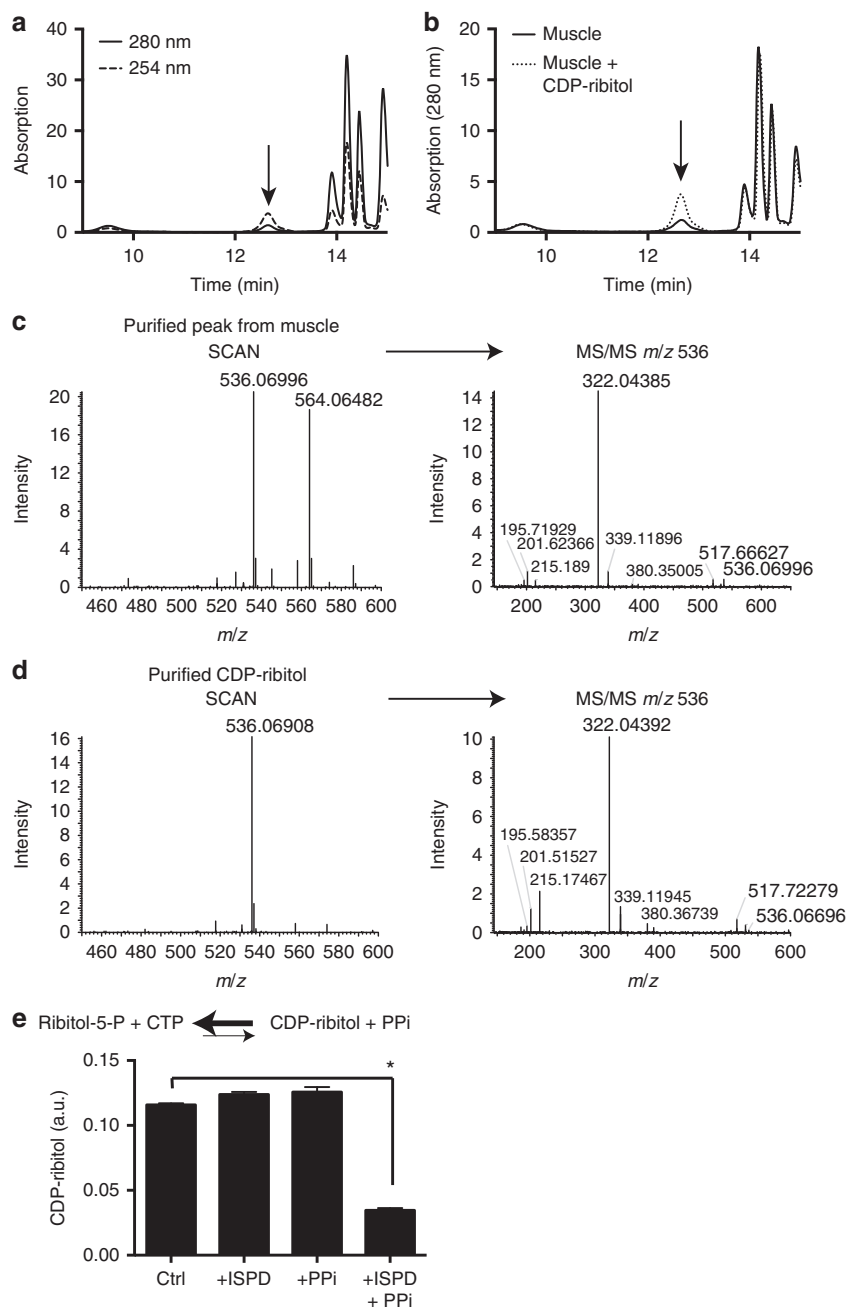 a
280 nm
254 nm
Absorption
40
30
20
10
0
10
12
14
Time (min)
b
Muscle
Muscle +
CDP-ribitol
Absorption (280 nm)
20
15
10
5
0
10
12
14
Time (min)
c
Purified peak from muscle
SCAN
MS/MS m/z 536
Intensity
20
16
12
8
4
0
536.06996
564.06482
460 480 500 520 540 560 580 600
m/z
Intensity
14
12
10
8
6
4
2
0
322.04385
195.71929
201.62366
215.189
339.11896
380.35005
517.66627
536.06996
200 300 400 500 600
m/z
d
Purified CDP-ribitol
SCAN
MS/MS m/z 536
Intensity
16
14
12
10
8
6
4
2
0
536.06908
460 480 500 520 540 560 580 600
m/z
Intensity
10
8
6
4
2
0
322.04392
195.58357
201.51527
215.17467
339.11945
380.36739
517.72279
536.06696
200 300 400 500 600
m/z
e
Ribitol-5-P + CTP CDP-ribitol + PPi
CDP-ribitol (a.u.)
0.15
0.10
0.05
0.00
*
Ctrl
+ISPD
+PPi
+ISPD
+ PPi